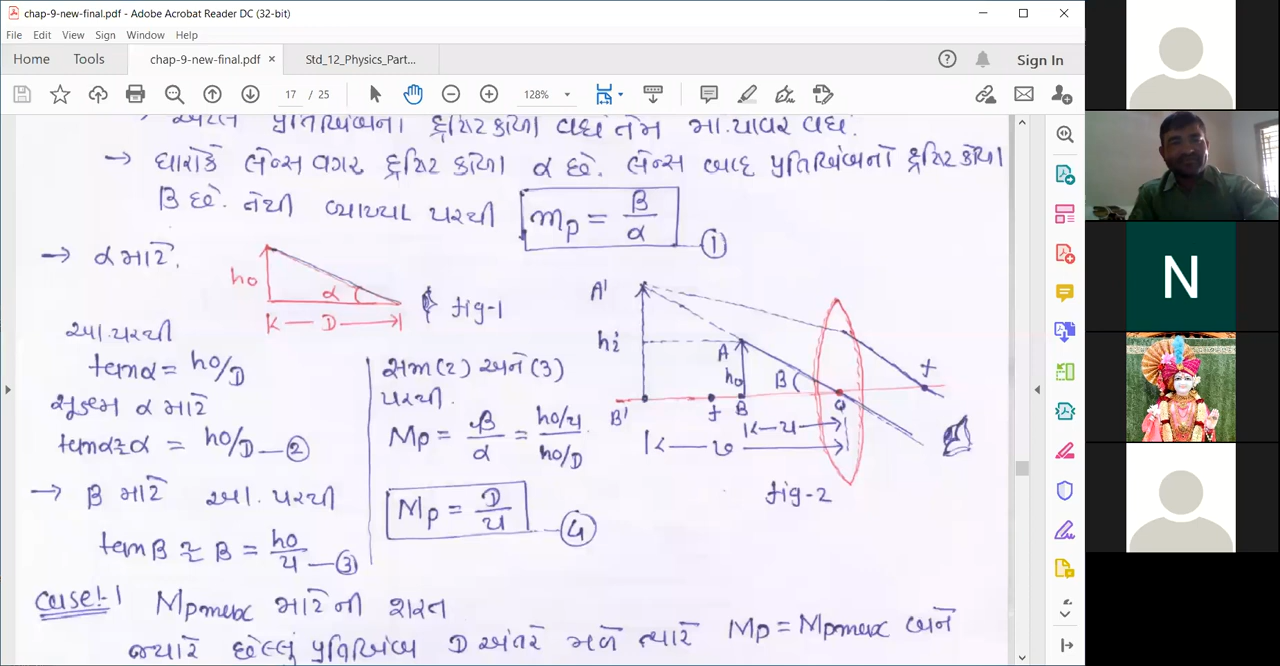 chap-9-new-final.pdf - Adobe Acrobat Reader DC (32-bit)
File Edit View Sign Window Help
Home Tools chap-9-new-final.pdf × Std_12_Physics_Part... Sign In
17 / 25 128%
પ્રતિબિંબના
→ ધારોકે લેન્સ વગર દ્રષ્ટિ કોણ α છે. લેન્સ બાદ પ્રતિબિંબનો દ્રષ્ટિ કોણ
β છે. તેથી વ્યાખ્યા પરથી mp = β/α ①
→ α માટે.
h0 α
K— D —→ fig-1
A'
hi A
h0 β f
B' f B Q
K— u —→
K— v —→
fig-2
આ. પરથી
tanα = h0/D
સૂક્ષ્મ α માટે
tanα≈α = h0/D —②
→ β માટે આ. પરથી
tanβ ≈ β = h0/u —③
સમ(2) અને (3)
પરથી.
Mp = β/α = h0/u / h0/D
Mp = D/u —④
Case:-1 Mpmax માટેની શરત
જ્યારે છેલ્લું પ્રતિબિંબ D અંતરે મળે ત્યારે Mp = Mpmax બને
N